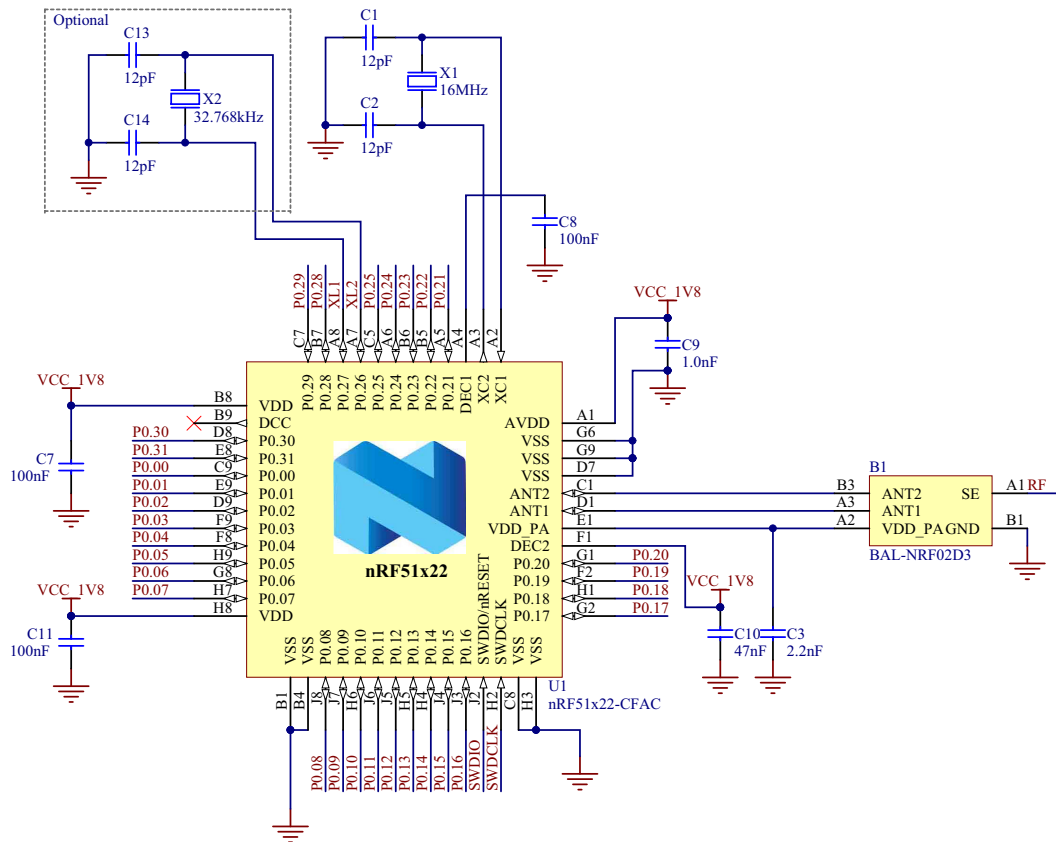 Optional
C13
12pF
X2
32.768kHz
C14
12pF
C1
12pF
X1
16MHz
C2
12pF
C8
100nF
P0.29
P0.28
XL1
XL2
P0.25
P0.24
P0.23
P0.22
P0.21
C7
B7
A8
A7
C5
A6
B6
B5
A5
A4
A3
A2
P0.29
P0.28
P0.27
P0.26
P0.25
P0.24
P0.23
P0.22
P0.21
DEC1
XC2
XC1
VCC_1V8
C9
1.0nF
VCC_1V8
C7
100nF
VCC_1V8
C11
100nF
B8 VDD
B9 DCC
P0.30 D8 P0.30
P0.31 E8 P0.31
P0.00 C9 P0.00
P0.01 E9 P0.01
P0.02 D9 P0.02
P0.03 F9 P0.03
P0.04 F8 P0.04
P0.05 H9 P0.05
P0.06 G8 P0.06
P0.07 H7 P0.07
H8 VDD
nRF51x22
AVDD A1
VSS G6
VSS G9
VSS D7
ANT2 C1
ANT1 D1
VDD_PA E1
DEC2 F1
P0.20 G1 P0.20
P0.19 F2 P0.19
P0.18 H1 P0.18
P0.17 G2 P0.17
B1
B3 ANT2 SE A1 RF
A3 ANT1
A2 VDD_PAGND B1
BAL-NRF02D3
VCC_1V8
C10
47nF
C3
2.2nF
VSS
VSS
P0.08
P0.09
P0.10
P0.11
P0.12
P0.13
P0.14
P0.15
P0.16
SWDIO/nRESET
SWDCLK
VSS
VSS
U1
nRF51x22-CFAC
B1
B4
J8
J7
H6
J6
J5
H5
H4
J4
J3
J2
H2
C8
H3
P0.08
P0.09
P0.10
P0.11
P0.12
P0.13
P0.14
P0.15
P0.16
SWDIO
SWDCLK